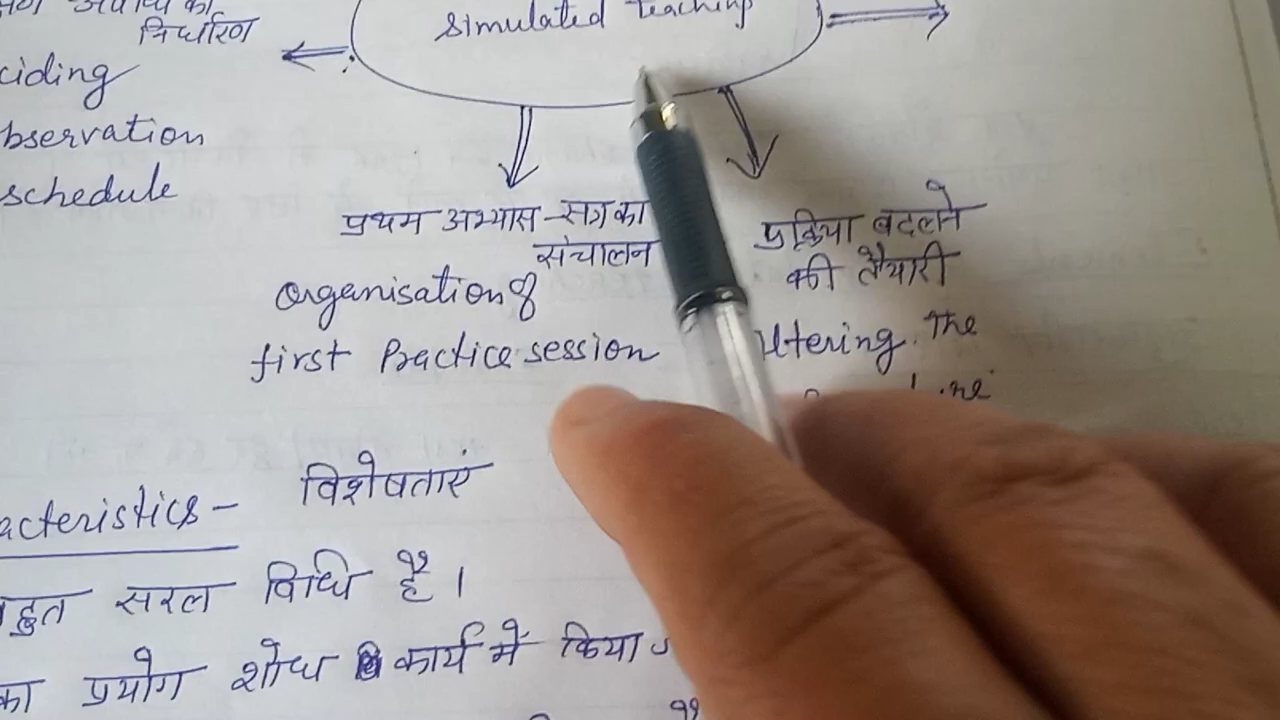 का
निर्धारण
ciding
bservation
schedule
Simulated Teaching
प्रथम अभ्यास-सत्र का
संचालन
Organisation of
first Practice session
प्रक्रिया बदलने
की तैयारी
ltering The
acteristics - विशेषताएं
बहुत सरल विधि है ।
का प्रयोग शोध कार्य में किया